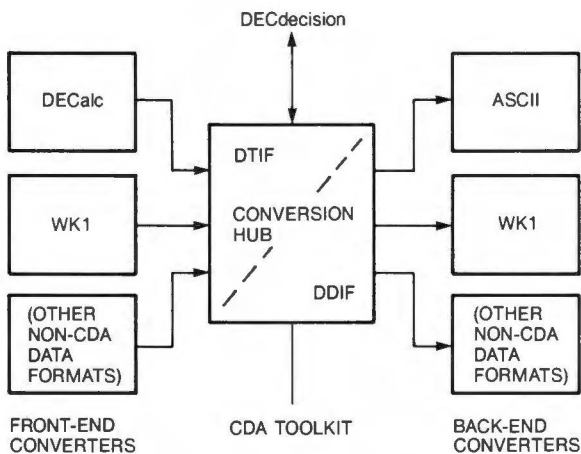 DECdecision
DECalc
WK1
(OTHER
NON-CDA
DATA
FORMATS)
FRONT-END
CONVERTERS
DTIF
CONVERSION
HUB
DDIF
CDA TOOLKIT
ASCII
WK1
(OTHER
NON-CDA
DATA
FORMATS)
BACK-END
CONVERTERS